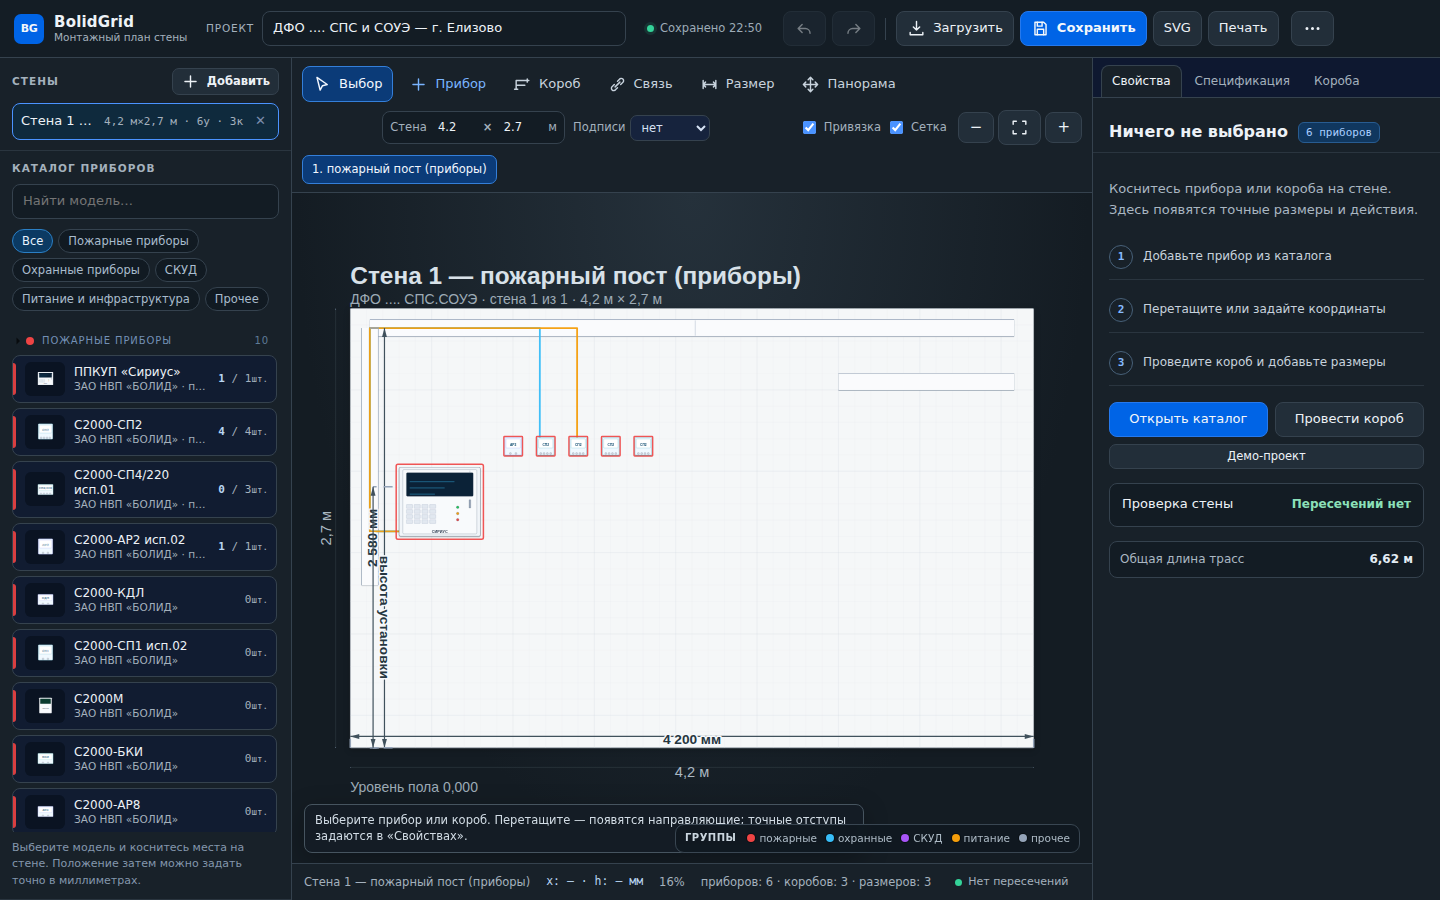 BG
BolidGrid
Монтажный план стены
ПРОЕКТ
ДФО .... СПС и СОУЭ — г. Елизово
Сохранено 22:50
Загрузить
Сохранить
SVG
Печать
СТЕНЫ
Добавить
Стена 1 ...
4,2 м×2,7 м · 6у · 3к
КАТАЛОГ ПРИБОРОВ
Найти модель...
Все
Пожарные приборы
Охранные приборы
СКУД
Питание и инфраструктура
Прочее
ПОЖАРНЫЕ ПРИБОРЫ
10
ППКУП «Сириус»
ЗАО НВП «БОЛИД» · п...
1 / 1шт.
С2000-СП2
ЗАО НВП «БОЛИД» · п...
4 / 4шт.
С2000-СП4/220
исп.01
ЗАО НВП «БОЛИД» · п...
0 / 3шт.
С2000-АР2 исп.02
ЗАО НВП «БОЛИД» · п...
1 / 1шт.
С2000-КДЛ
ЗАО НВП «БОЛИД»
0шт.
С2000-СП1 исп.02
ЗАО НВП «БОЛИД»
0шт.
С2000М
ЗАО НВП «БОЛИД»
0шт.
С2000-БКИ
ЗАО НВП «БОЛИД»
0шт.
С2000-АР8
ЗАО НВП «БОЛИД»
0шт.
Выберите модель и коснитесь места на
стене. Положение затем можно задать
точно в миллиметрах.
Выбор
Прибор
Короб
Связь
Размер
Панорама
Стена 4.2 × 2.7 м
Подписи
нет
Привязка
Сетка
1. пожарный пост (приборы)
Стена 1 — пожарный пост (приборы)
ДФО .... СПС.СОУЭ · стена 1 из 1 · 4,2 м × 2,7 м
АР2
СП2
СП2
СП2
СП2
СИРИУС
2,7 м
2 580 мм
высота установки
4 200 мм
4,2 м
Уровень пола 0,000
Выберите прибор или короб. Перетащите — появятся направляющие; точные отступы
задаются в «Свойствах».
ГРУППЫ
пожарные
охранные
СКУД
питание
прочее
Стена 1 — пожарный пост (приборы)
x: — · h: — мм
16%
приборов: 6 · коробов: 3 · размеров: 3
Нет пересечений
Свойства
Спецификация
Короба
Ничего не выбрано
6 приборов
Коснитесь прибора или короба на стене.
Здесь появятся точные размеры и действия.
1
Добавьте прибор из каталога
2
Перетащите или задайте координаты
3
Проведите короб и добавьте размеры
Открыть каталог
Провести короб
Демо-проект
Проверка стены
Пересечений нет
Общая длина трасс
6,62 м